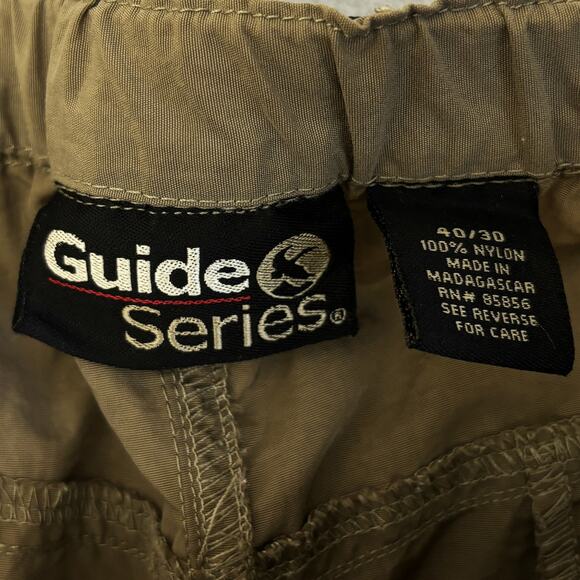 Guide
Series®
40/30
100% NYLON
MADE IN
MADAGASCAR
RN# 85856
SEE REVERSE
FOR CARE